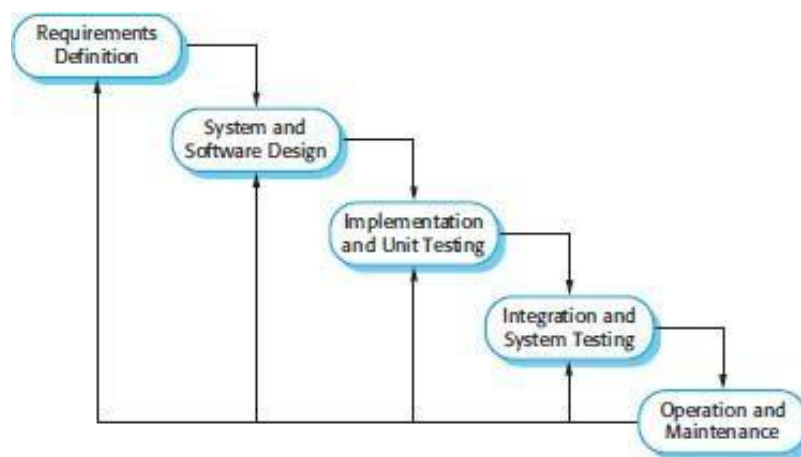 Requirements
Definition
System and
Software Design
Implementation
and Unit Testing
Integration and
System Testing
Operation and
Maintenance